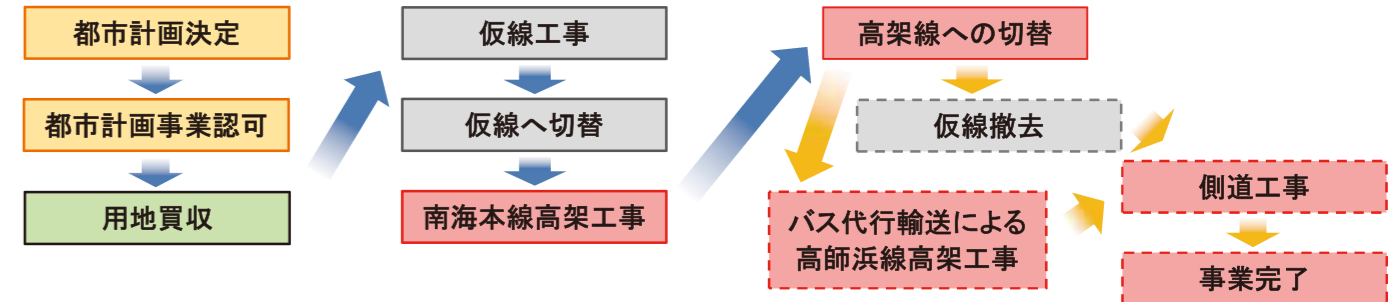 都市計画決定
都市計画事業認可
用地買収
仮線工事
仮線へ切替
南海本線高架工事
高架線への切替
仮線撤去
バス代行輸送による
高師浜線高架工事
側道工事
事業完了